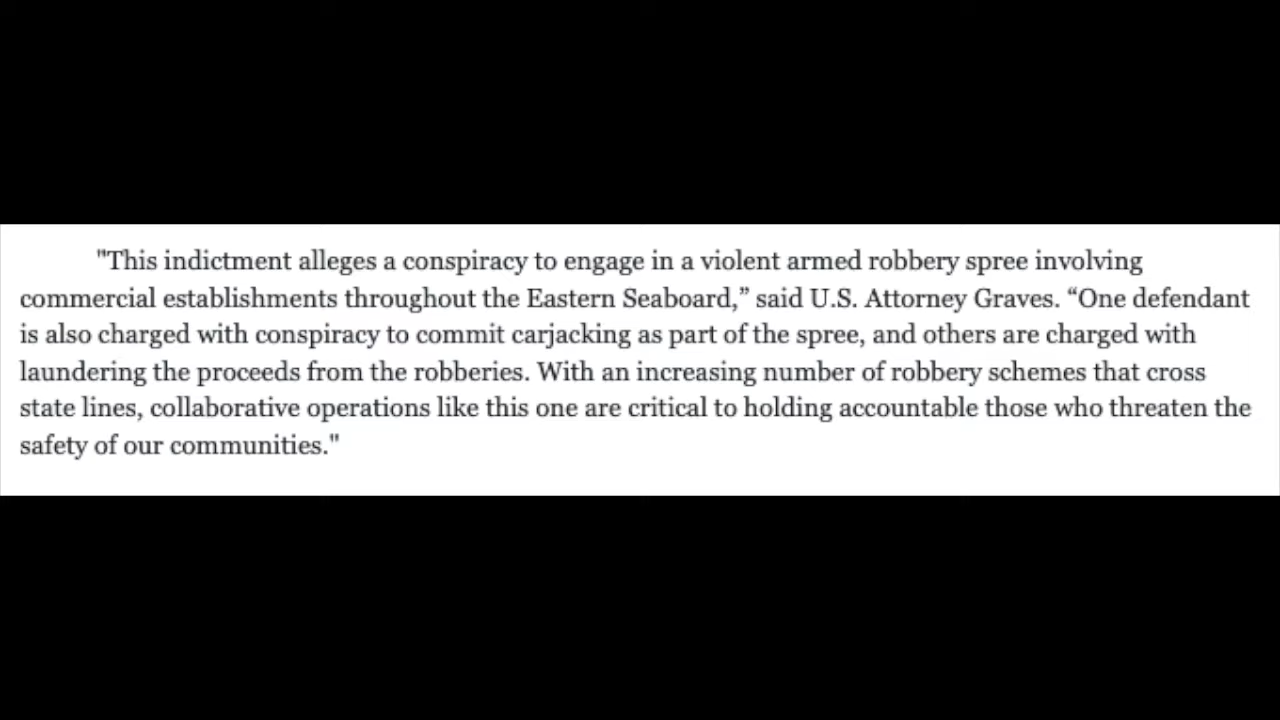 "This indictment alleges a conspiracy to engage in a violent armed robbery spree involving
commercial establishments throughout the Eastern Seaboard,” said U.S. Attorney Graves. “One defendant
is also charged with conspiracy to commit carjacking as part of the spree, and others are charged with
laundering the proceeds from the robberies. With an increasing number of robbery schemes that cross
state lines, collaborative operations like this one are critical to holding accountable those who threaten the
safety of our communities."